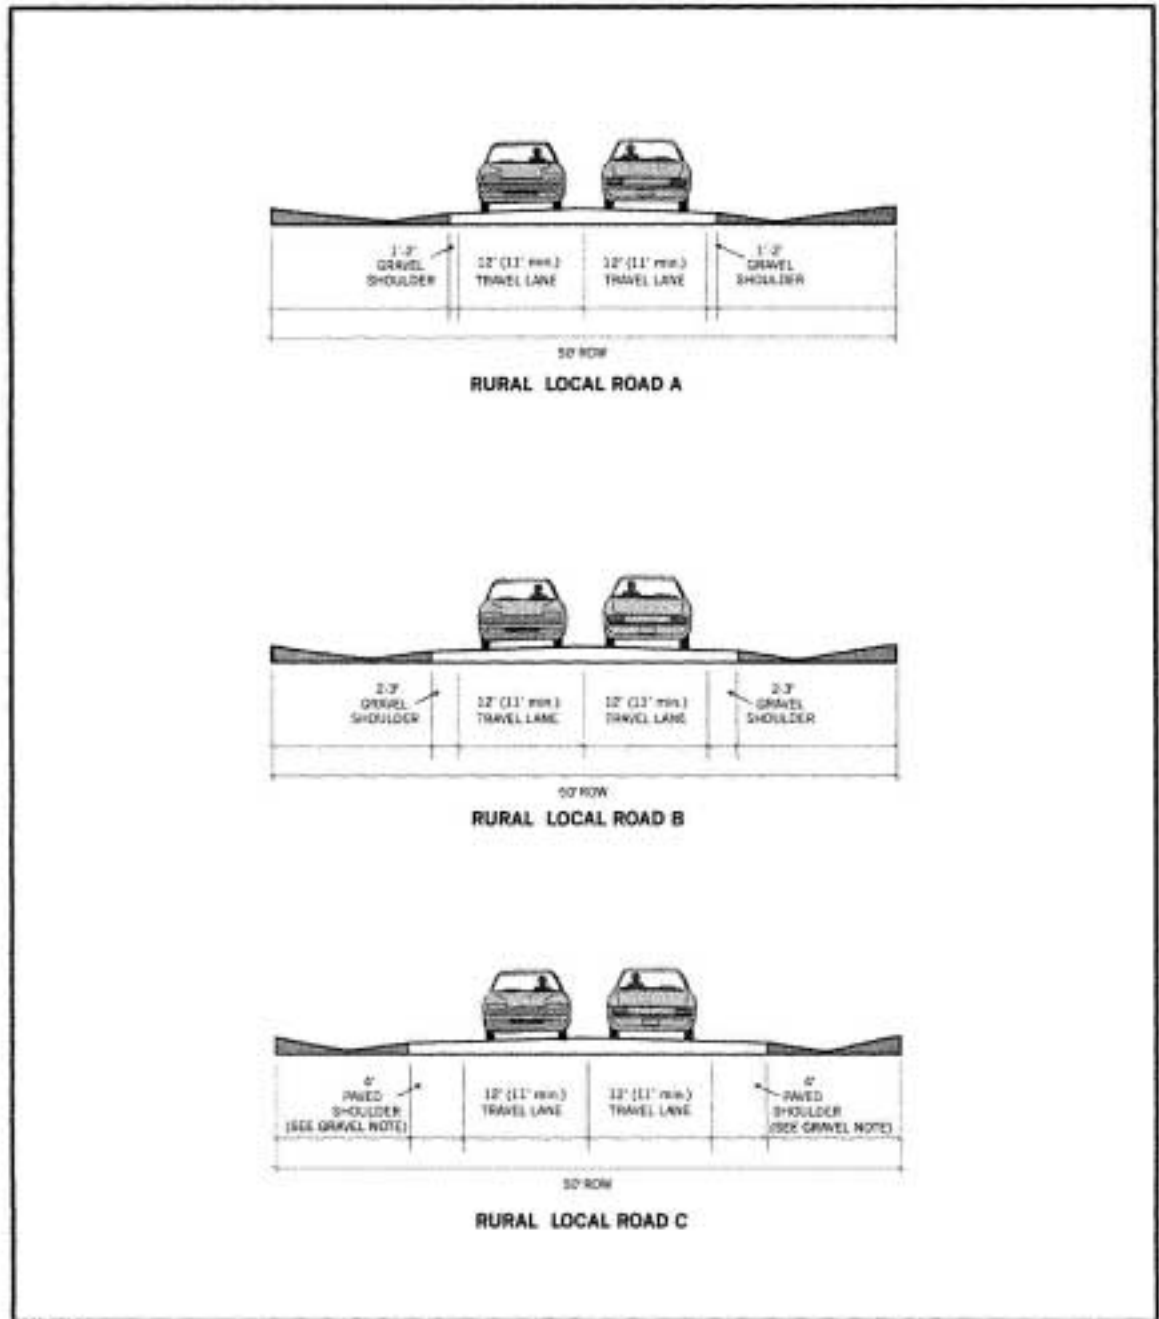 1'-2'
GRAVEL
SHOULDER
12' (11' min.)
TRAVEL LANE
12' (11' min.)
TRAVEL LANE
1'-2'
GRAVEL
SHOULDER
50' ROW
RURAL LOCAL ROAD A
2-3'
GRAVEL
SHOULDER
12' (11' min.)
TRAVEL LANE
12' (11' min.)
TRAVEL LANE
2-3'
GRAVEL
SHOULDER
ROW
RURAL LOCAL ROAD B
PAVED
SHOULDER
(SEE GRAVEL NOTE)
12' (11' min.)
TRAVEL LANE
12' (11' min.)
TRAVEL LANE
PAVED
SHOULDER
(SEE GRAVEL NOTE)
50' ROW
RURAL LOCAL ROAD C